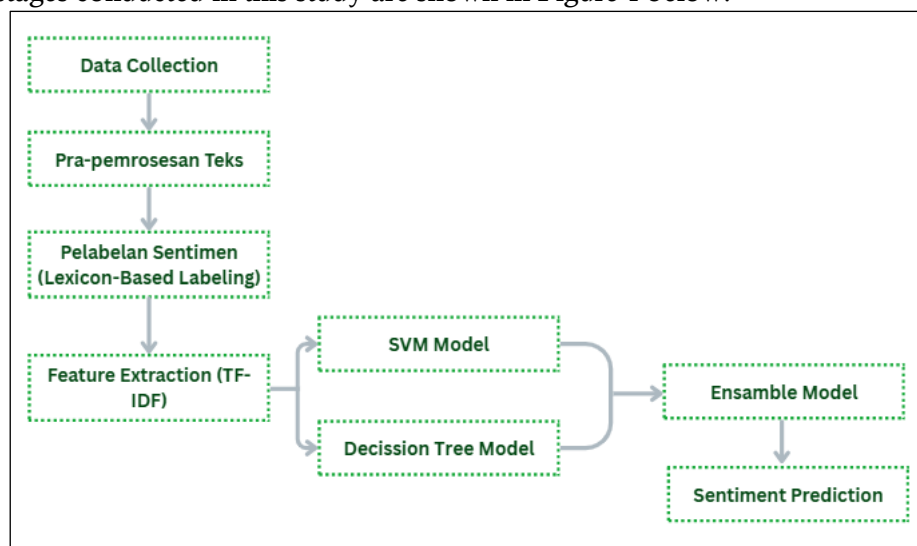 stages conducted in this study are shown in Figure 1 below.
Data Collection
Pra-pemrosesan Teks
Pelabelan Sentimen
(Lexicon-Based Labeling)
Feature Extraction (TF-
IDF)
SVM Model
Decission Tree Model
Ensamble Model
Sentiment Prediction